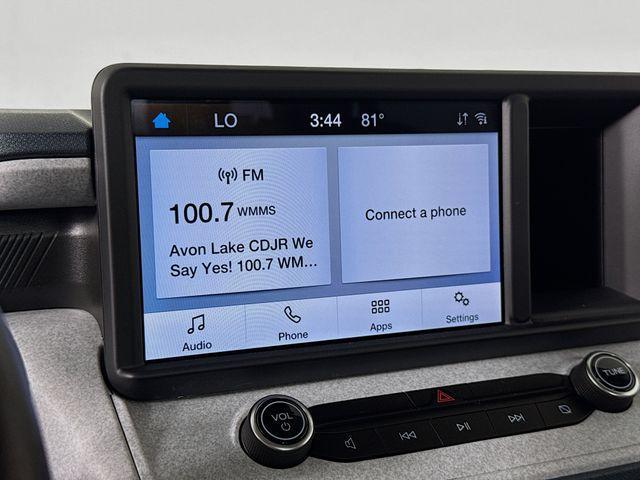 LO 3:44 81°
FM
100.7 WMMS
Avon Lake CDJR We
Say Yes! 100.7 WM...
Connect a phone
Audio
Phone
Apps
Settings
VOL
TUNE